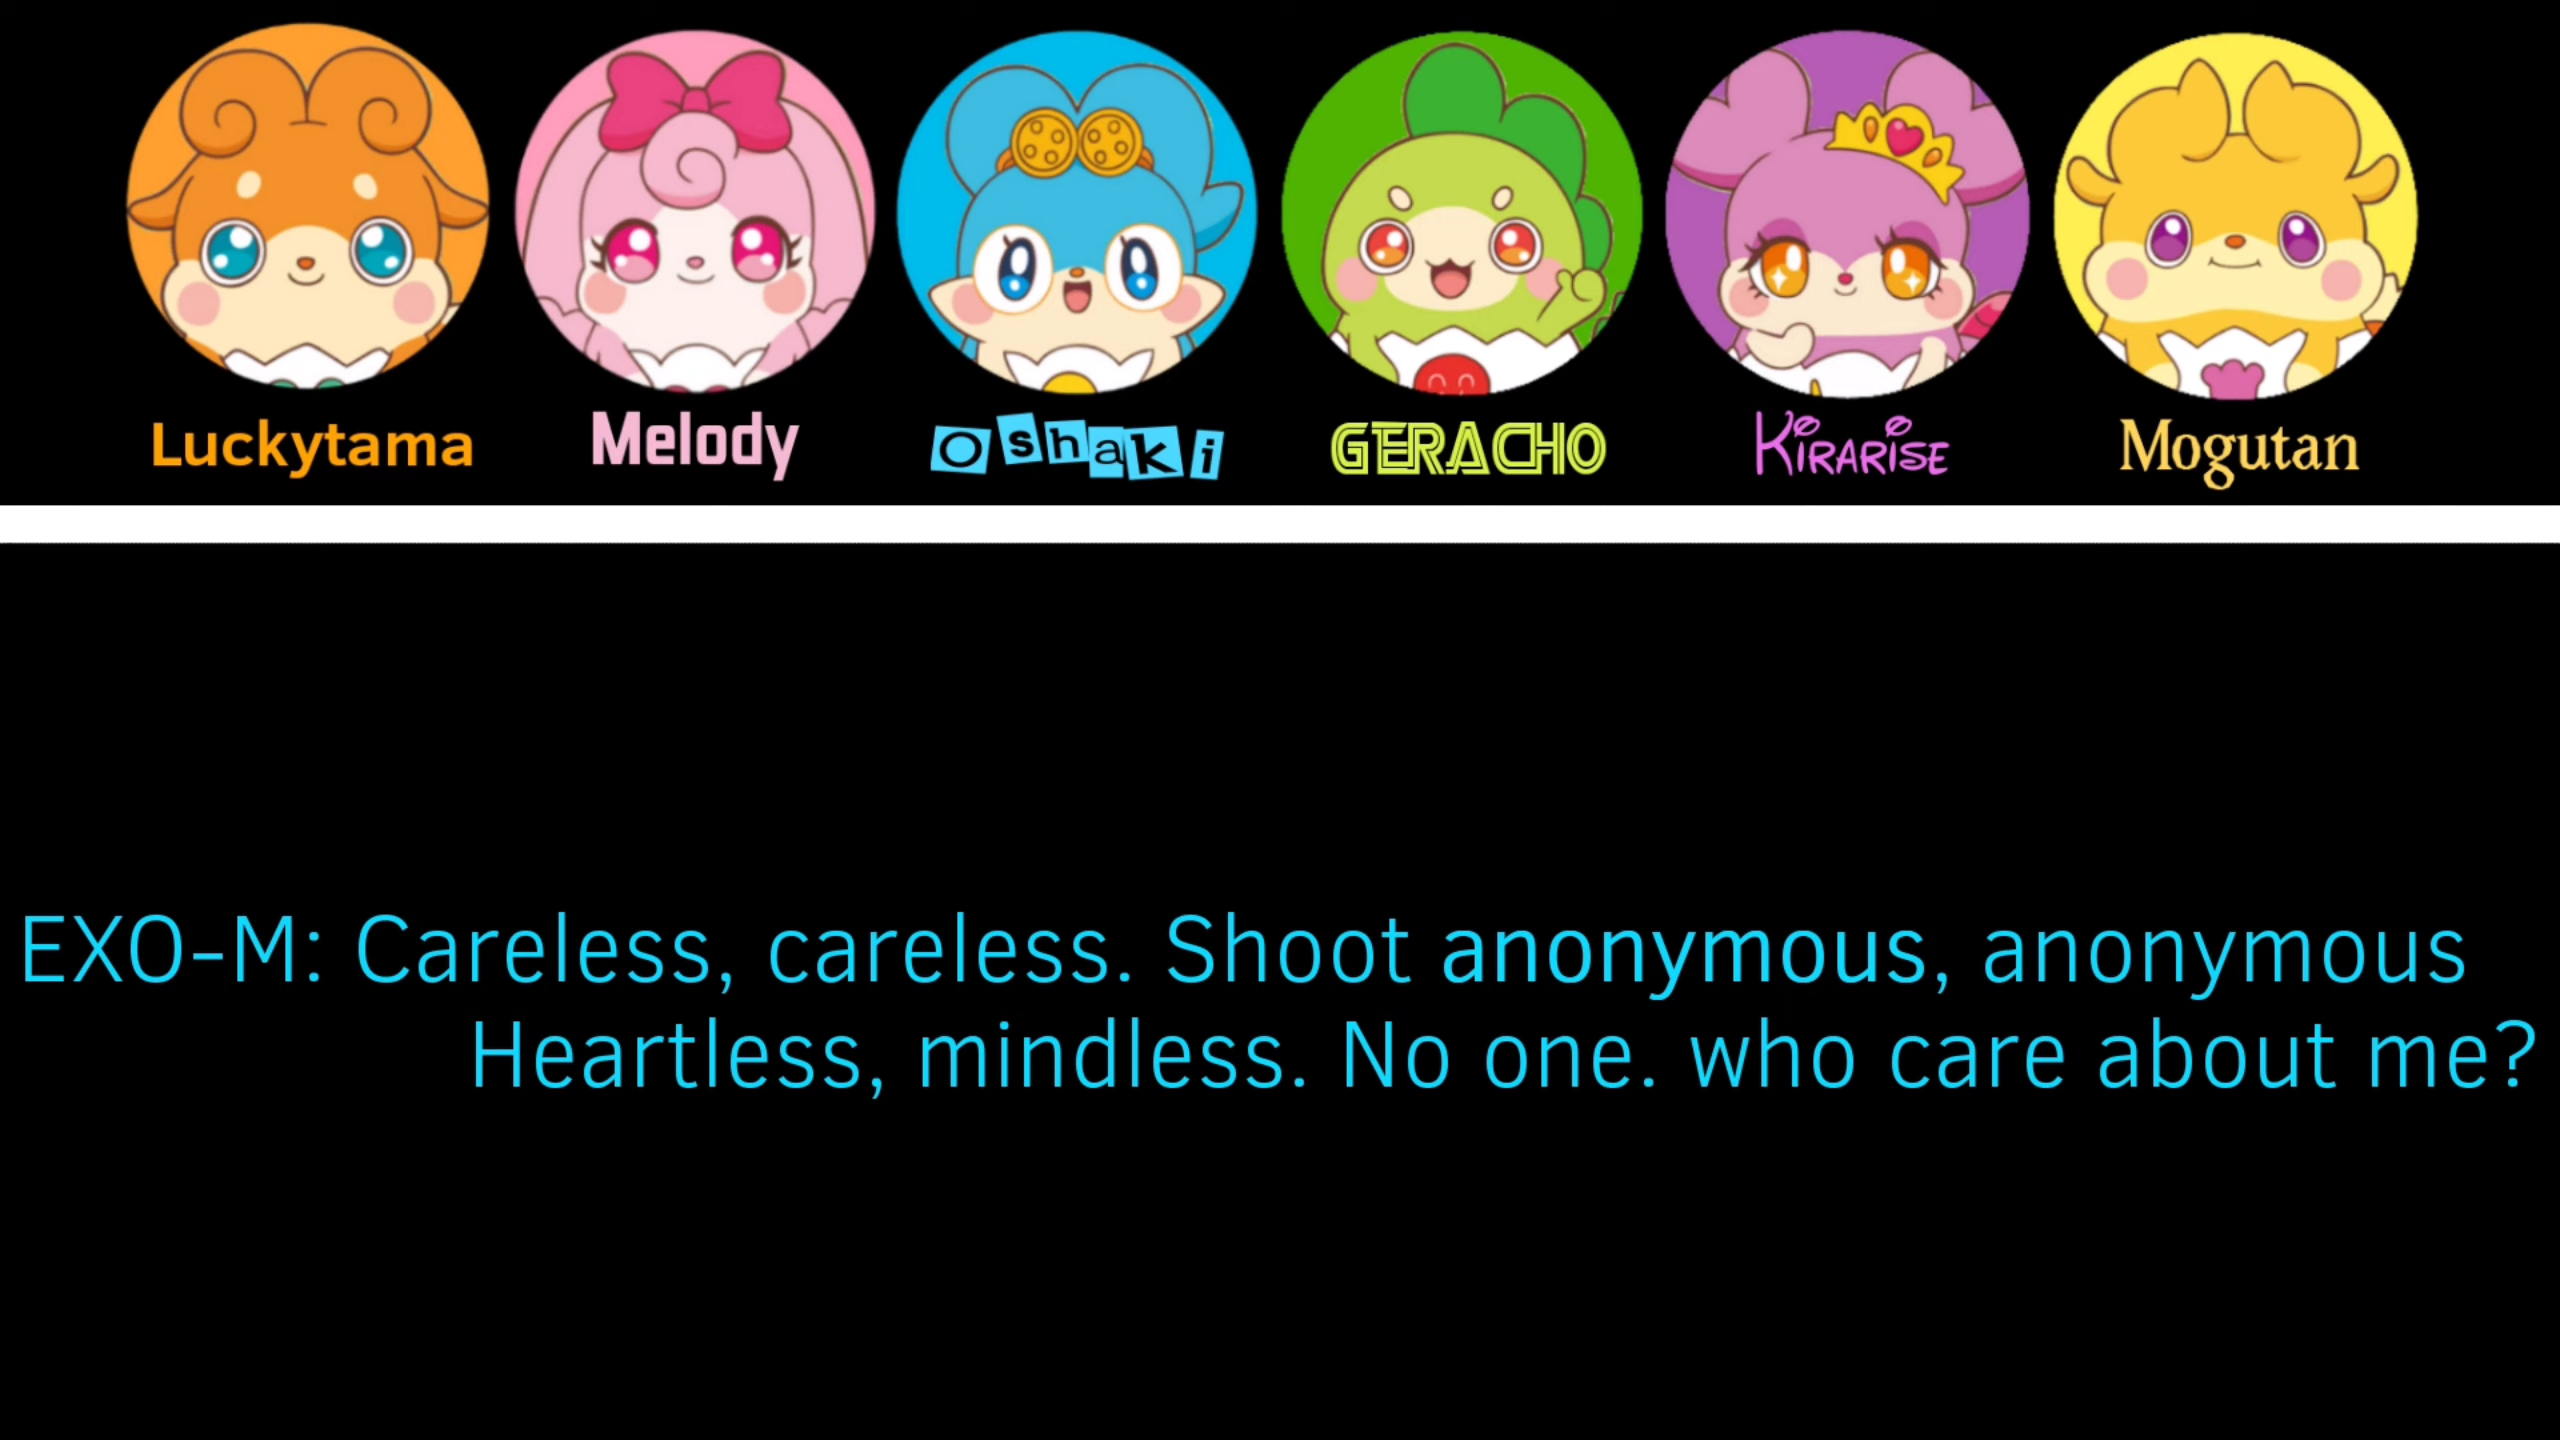 Luckytama
Melody
Oshaki
GERACHO
KIRARISE
Mogutan
EXO-M: Careless, careless. Shoot anonymous, anonymous
Heartless, mindless. No one. who care about me?